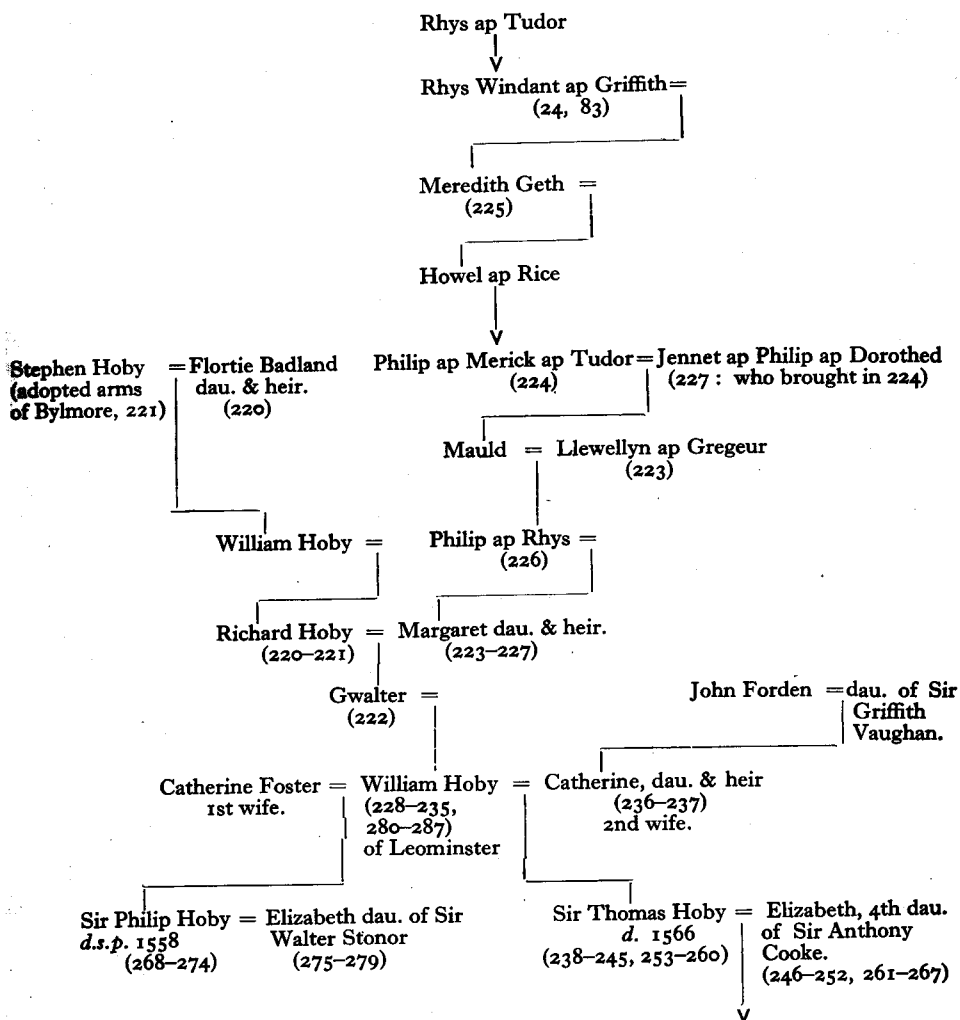 Rhys ap Tudor
Rhys Windant ap Griffith=
(24, 83)
Meredith Geth =
(225)
Howel ap Rice
Stephen Hoby = Flortie Badland
(adopted arms dau. & heir.
of Bylmore, 221) (220)
Philip ap Merick ap Tudor=Jennet ap Philip ap Dorothed
(224) (227 : who brought in 224)
Mauld = Llewellyn ap Gregeur
(223)
William Hoby =
Philip ap Rhys =
(226)
Richard Hoby = Margaret dau. & heir.
(220–221) (223–227)
Gwalter =
(222)
John Forden =dau. of Sir
Griffith
Vaughan.
Catherine Foster = William Hoby = Catherine, dau. & heir
1st wife. (228–235, (236–237)
280–287) 2nd wife.
of Leominster
Sir Philip Hoby = Elizabeth dau. of Sir
d.s.p. 1558 Walter Stonor
(268–274) (275–279)
Sir Thomas Hoby = Elizabeth, 4th dau.
d. 1566 of Sir Anthony
(238–245, 253–260) Cooke.
(246–252, 261–267)